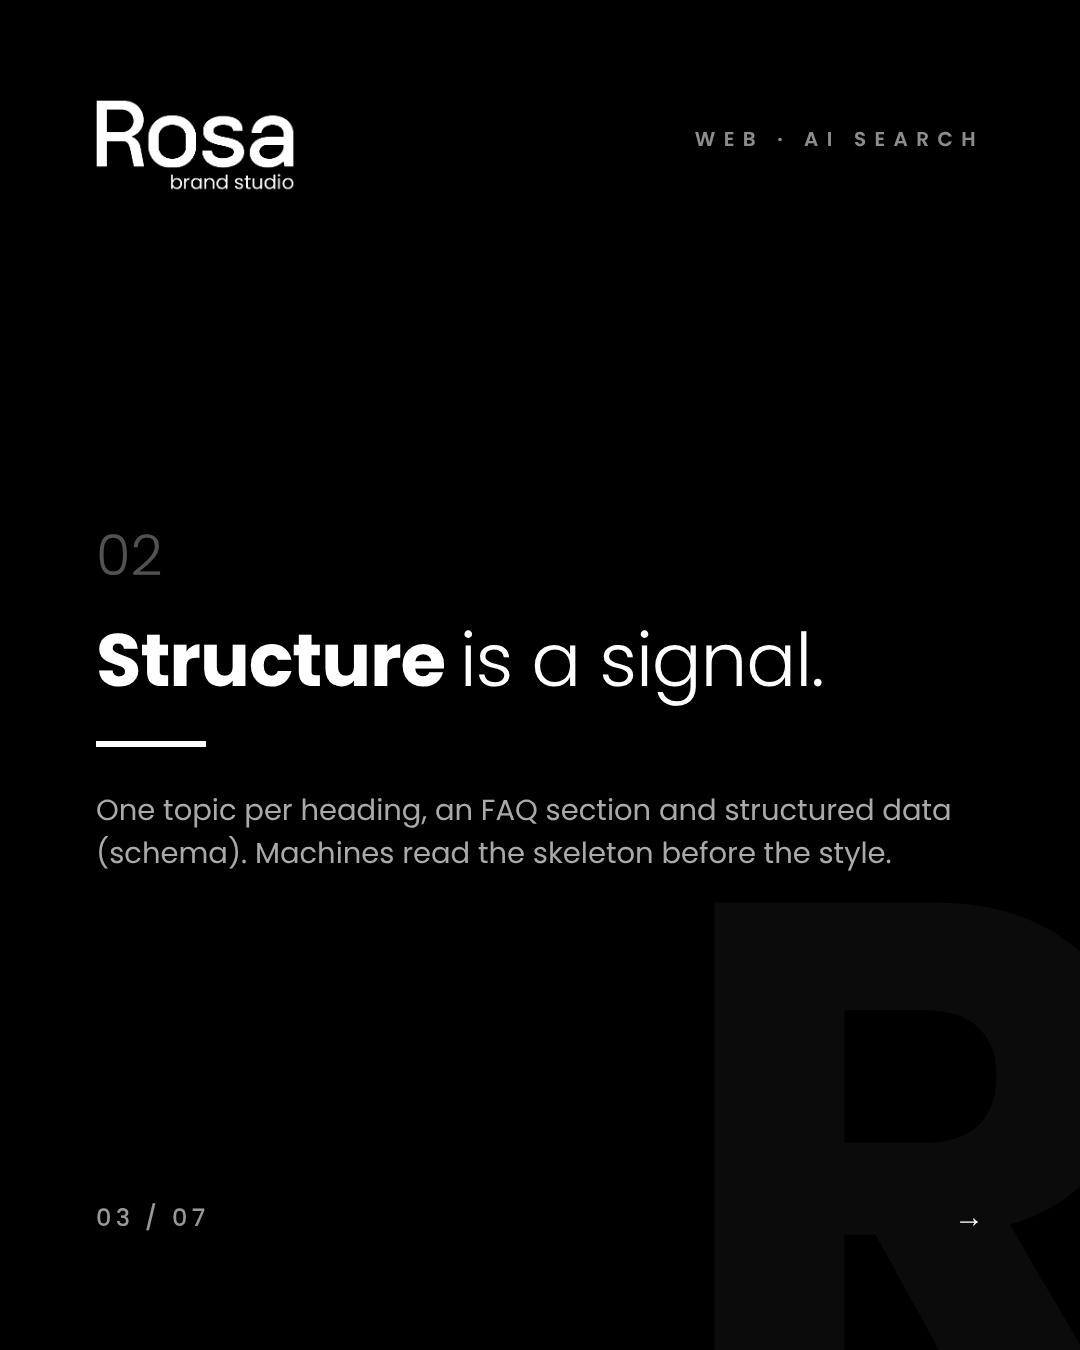 Rosa
brand studio
WEB · AI SEARCH
02
Structure is a signal.
One topic per heading, an FAQ section and structured data
(schema). Machines read the skeleton before the style.
R
03 / 07
→